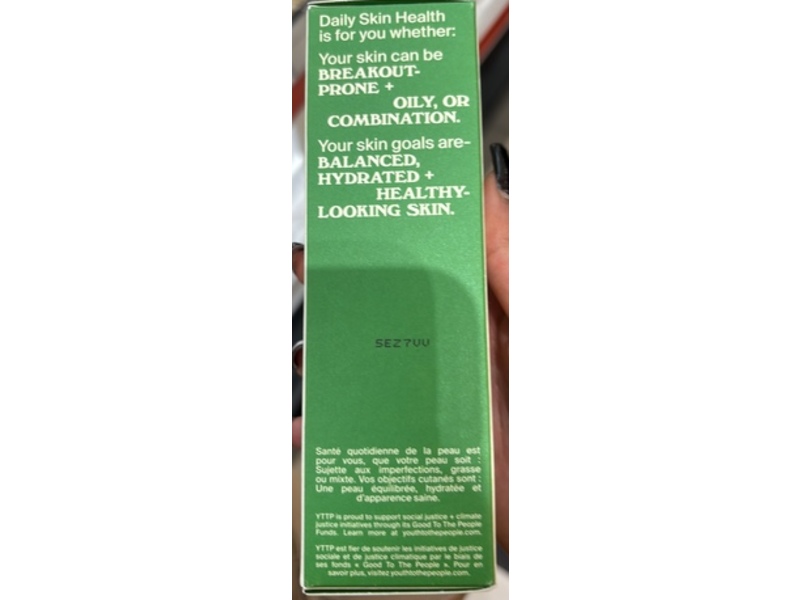 Daily Skin Health
is for you whether:
Your skin can be
BREAKOUT-
PRONE +
OILY, OR
COMBINATION.
Your skin goals are-
BALANCED,
HYDRATED +
HEALTHY-
LOOKING SKIN.
SEZ7VV
Santé quotidienne de la peau est
pour vous, que votre peau soit :
Sujette aux imperfections, grasse
ou mixte. Vos objectifs cutanés sont :
Une peau équilibrée, hydratée et
d'apparence saine.
YTTP is proud to support social justice + climate
justice initiatives through its Good To The People
Funds. Learn more at youthtothepeople.com.
YTTP est fier de soutenir les initiatives de justice
sociale et de justice climatique par le biais de
ses fonds « Good To The People ». Pour en
savoir plus, visitez youthtothepeople.com.